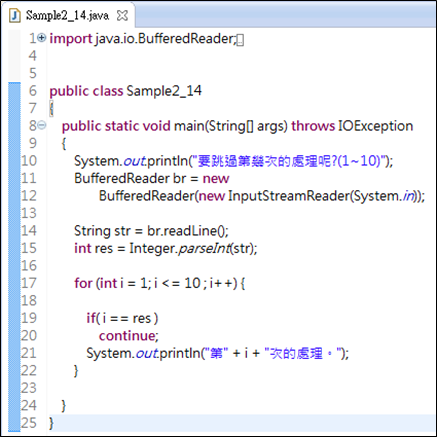 Sample2_14.java
1 import java.io.BufferedReader;
4
5
6 public class Sample2_14
7 {
8 public static void main(String[] args) throws IOException
9 {
10 System.out.println("要跳過第幾次的處理呢?(1~10)");
11 BufferedReader br = new
12 BufferedReader(new InputStreamReader(System.in));
13
14 String str = br.readLine();
15 int res = Integer.parseInt(str);
16
17 for (int i = 1; i <= 10 ; i++) {
18
19 if( i == res )
20 continue;
21 System.out.println("第" + i + "次的處理。");
22 }
23
24 }
25 }